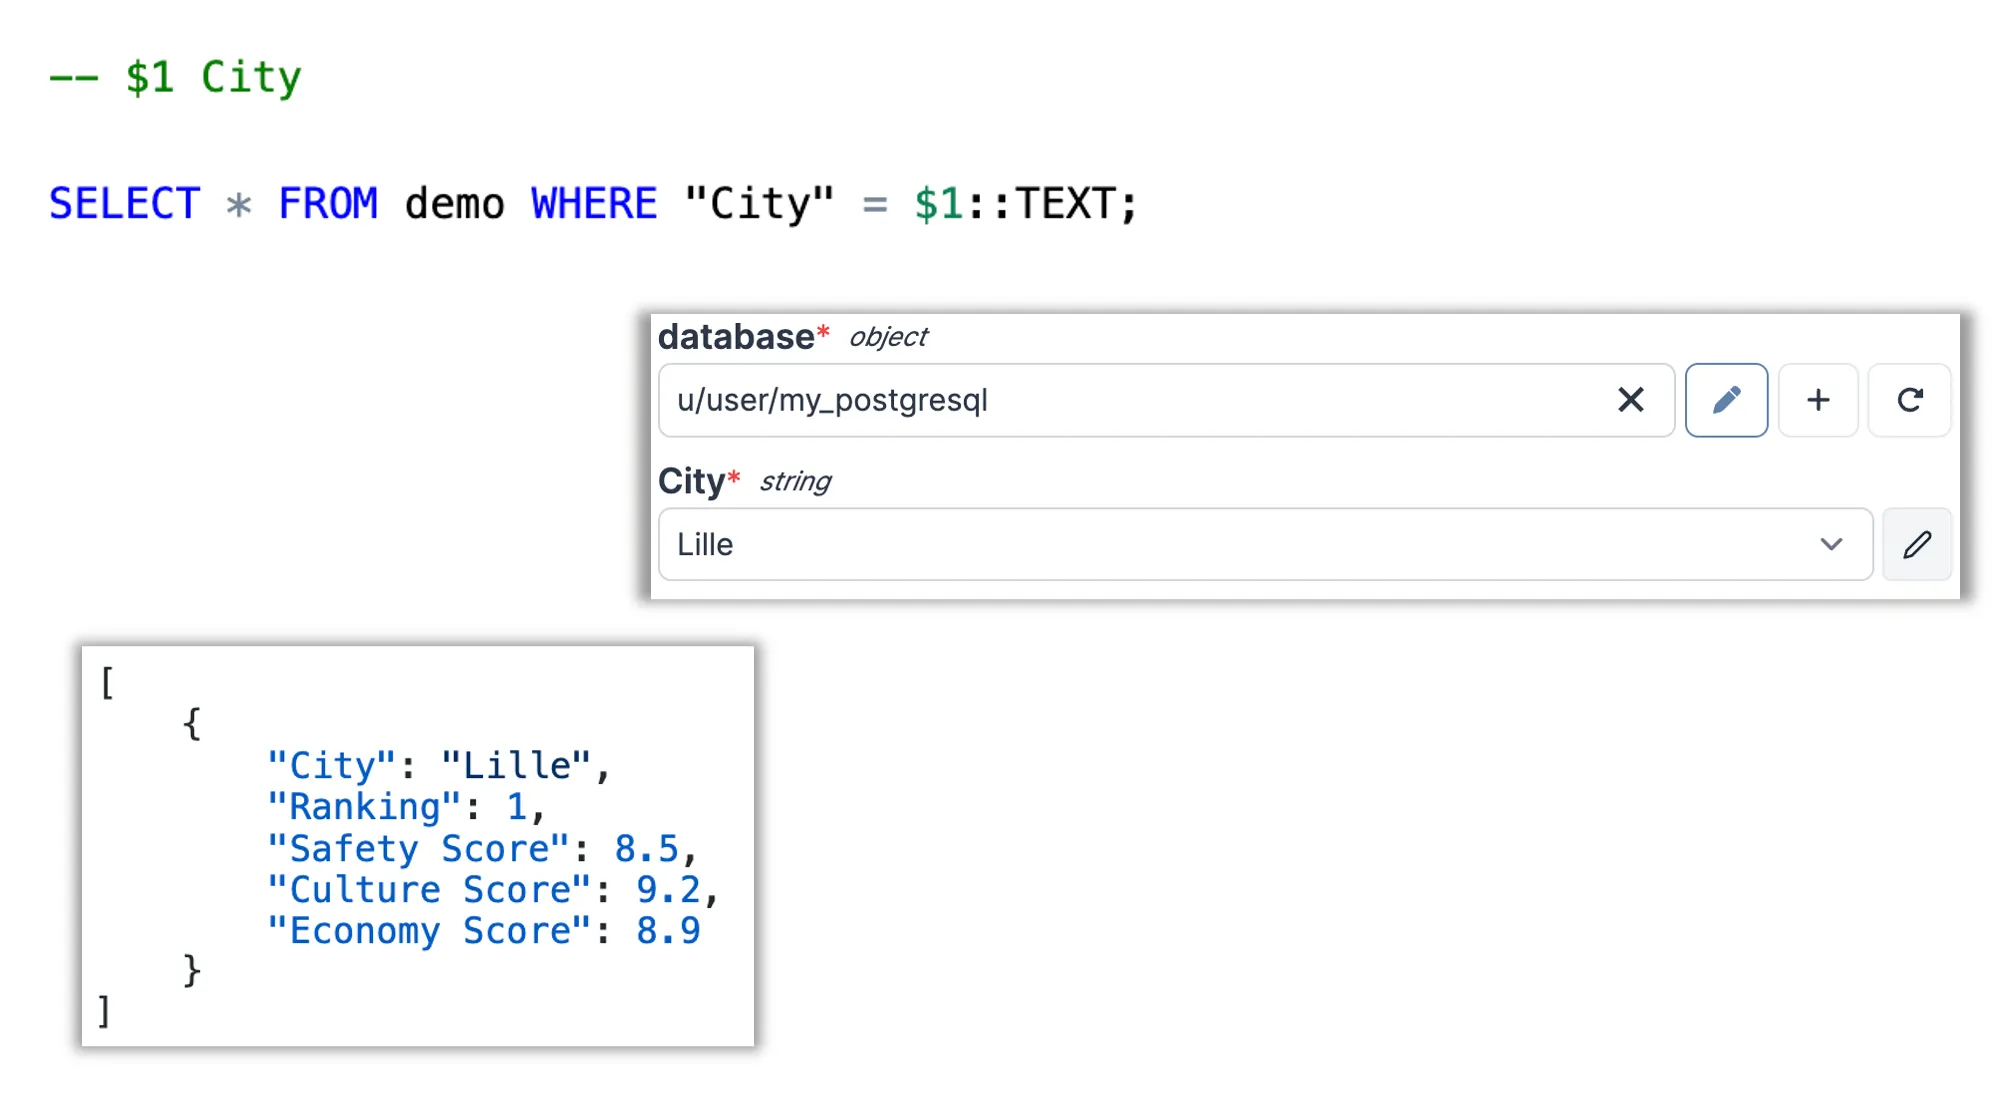 -- $1 City
SELECT * FROM demo WHERE "City" = $1::TEXT;
database* object
u/user/my_postgresql
City* string
Lille
[
{
"City": "Lille",
"Ranking": 1,
"Safety Score": 8.5,
"Culture Score": 9.2,
"Economy Score": 8.9
}
]